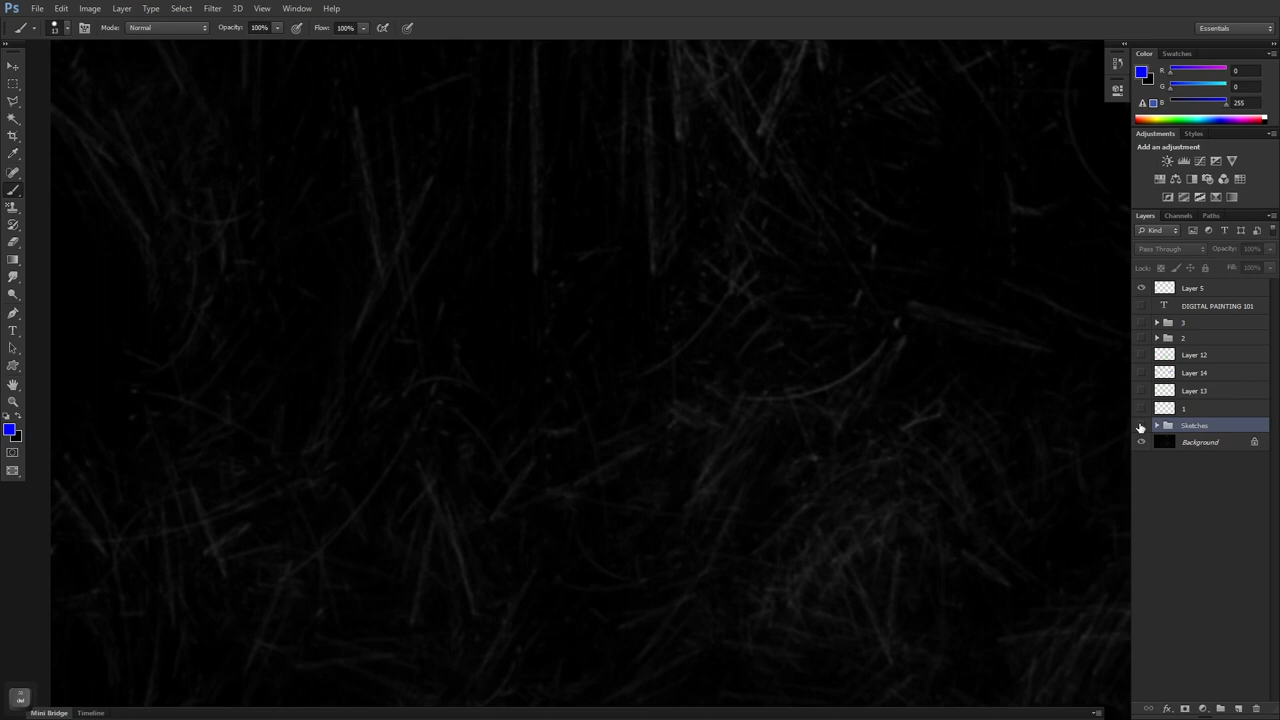 Ps File Edit Image Layer Type Select Filter 3D View Window Help
13 Mode: Normal Opacity: 100% Flow: 100% Essentials
Color Swatches
R 0
G 0
B 255
Adjustments Styles
Add an adjustment
Layers Channels Paths
Kind
Pass Through Opacity: 100%
Lock: Fill: 100%
Layer 5
DIGITAL PAINTING 101
3
2
Layer 12
Layer 14
Layer 13
1
Sketches
Background
del
Mini Bridge Timeline